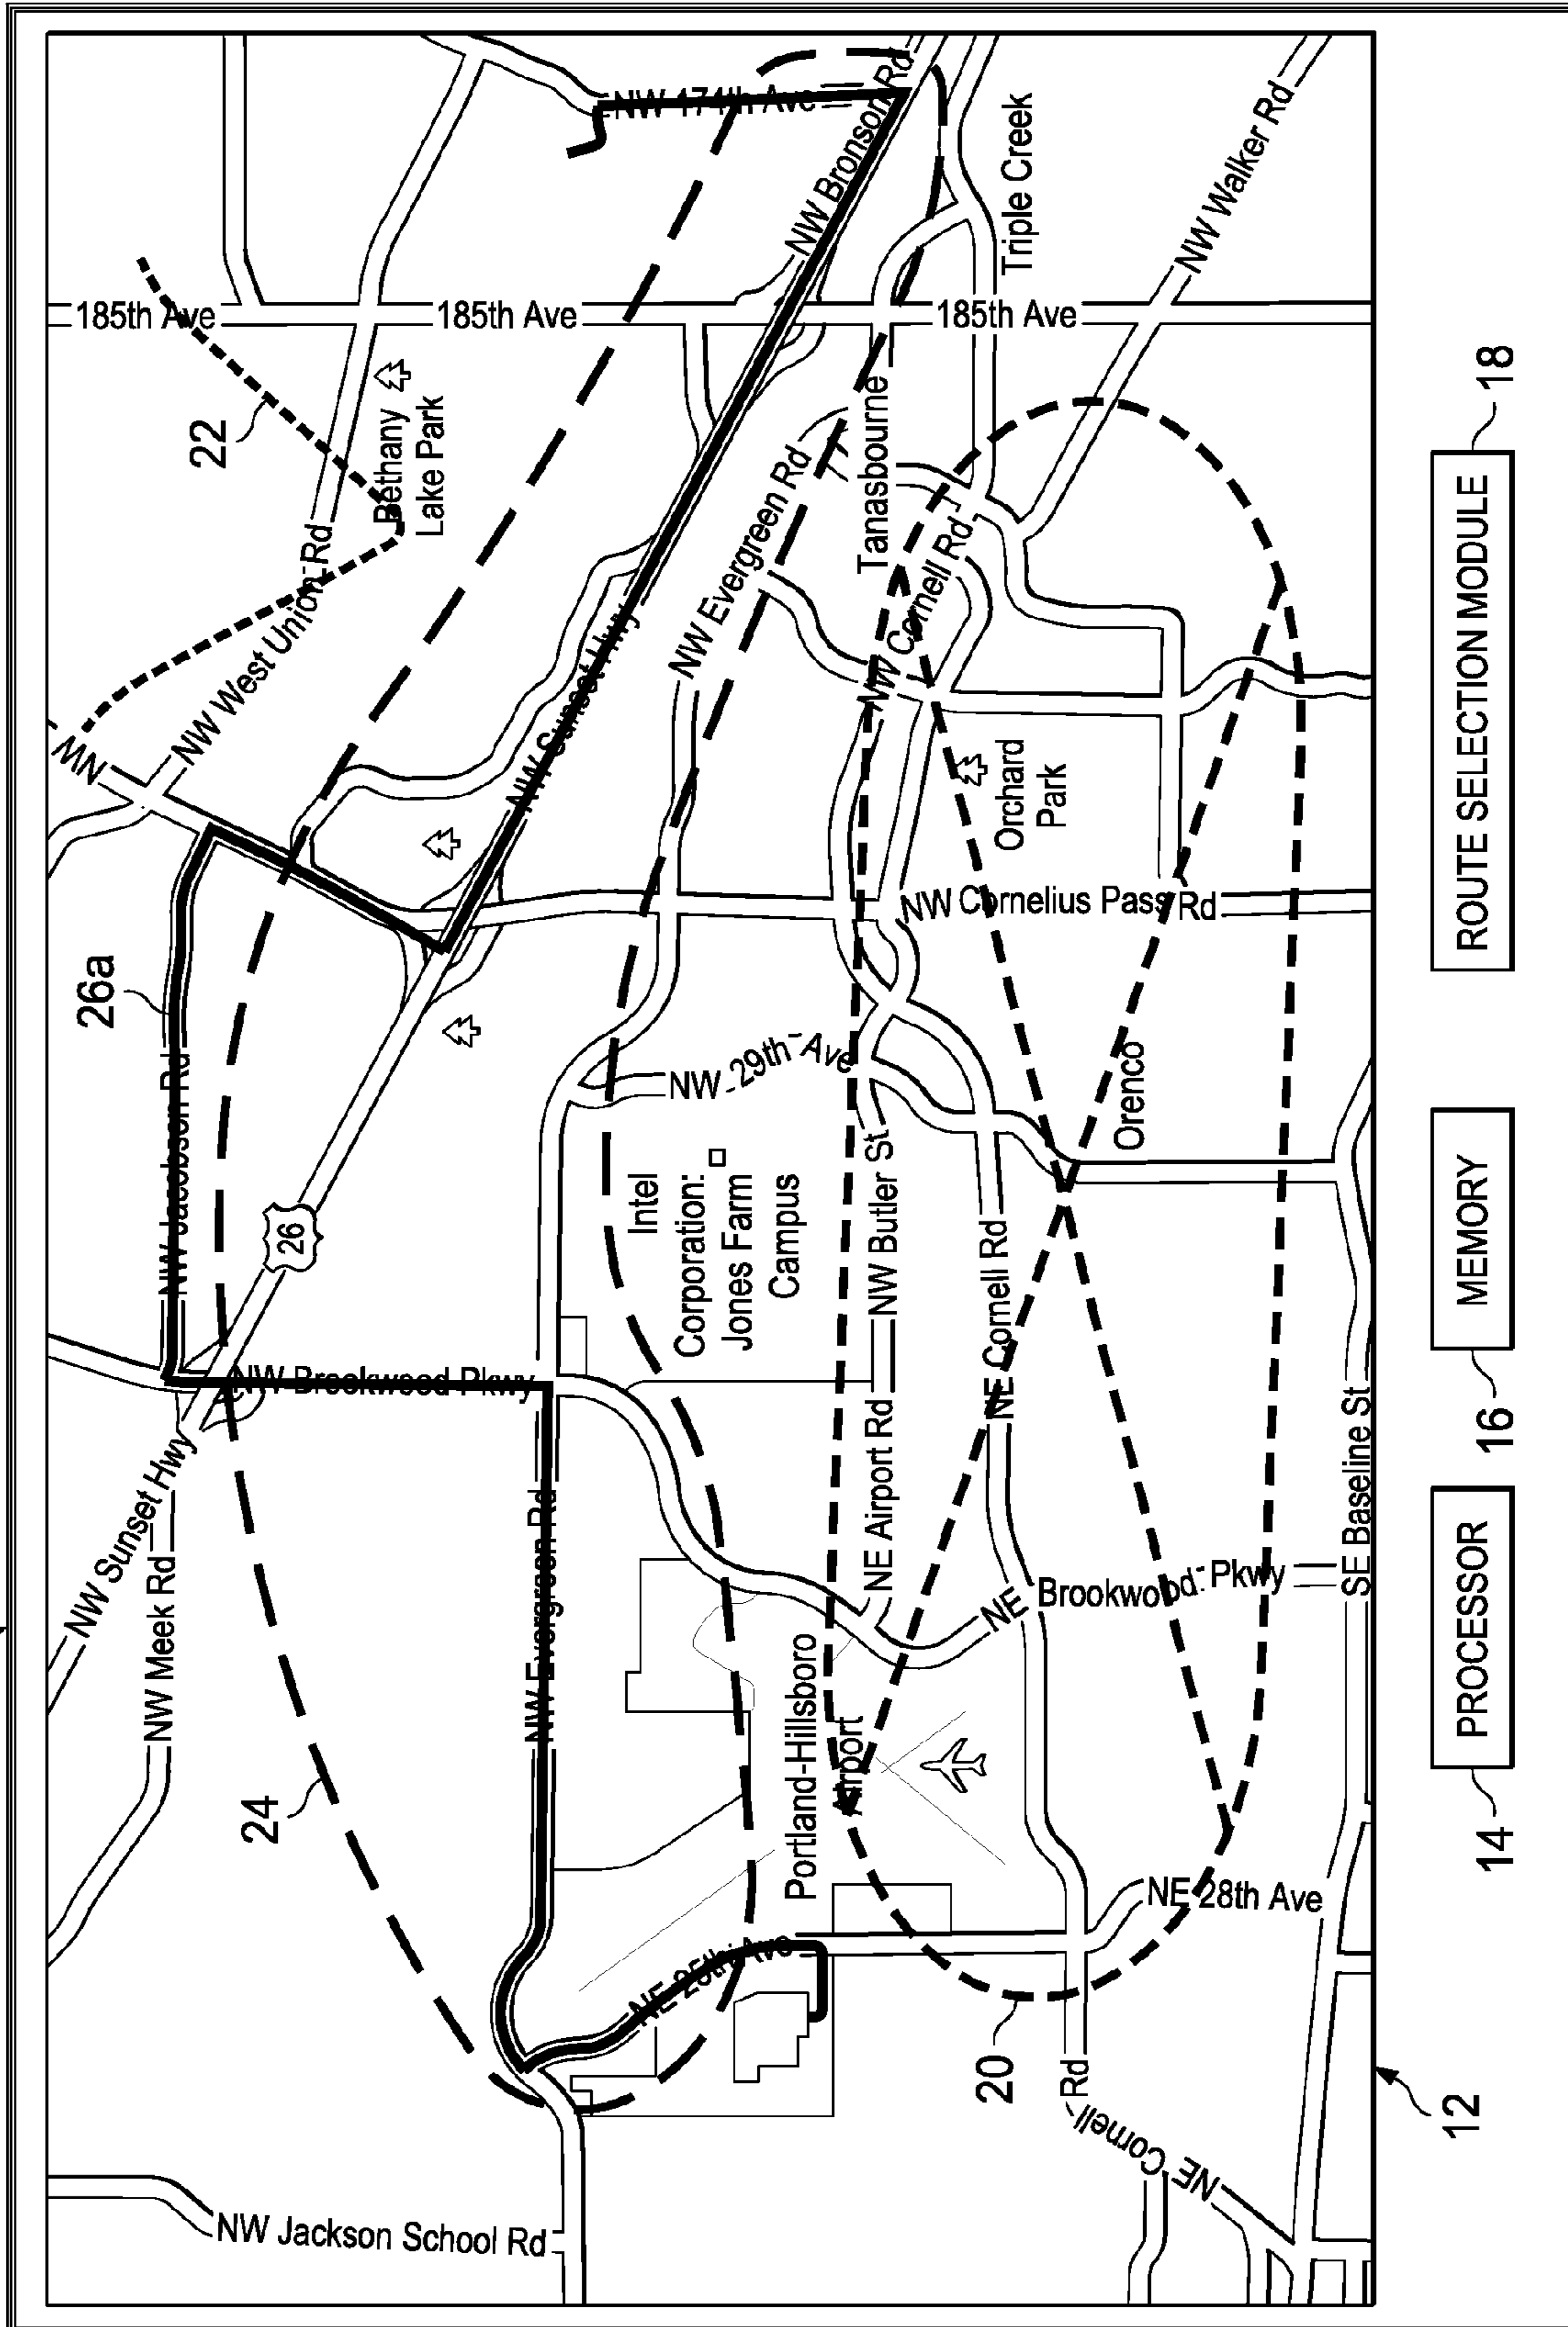 NW Jackson School Rd
NW Meek Rd
NW Sunset Hwy
24
NW Brookwood Pkwy
NW Jacobson Rd
26a
26
NW
NW West Union Rd
22
185th Ave
Bethany
Lake Park
185th Ave
NW 174th Ave
NW Bronson Rd
NW Sunset Hwy
NW Evergreen Rd
NW Evergreen Rd
NE 25th Ave
Portland-Hillsboro
Airport
Intel
Corporation:
Jones Farm
Campus
NW 29th Ave
Tanasbourne
185th Ave
Triple Creek
NW Walker Rd
NE Airport Rd
NW Butler St
NW Cornell Rd
NW Cornelius Pass Rd
Orchard
Park
Orenco
NE Cornell Rd
NE Brookwood Pkwy
20
NE 28th Ave
NE Cornell Rd
SE Baseline St
12
14
PROCESSOR
16
MEMORY
ROUTE SELECTION MODULE
18